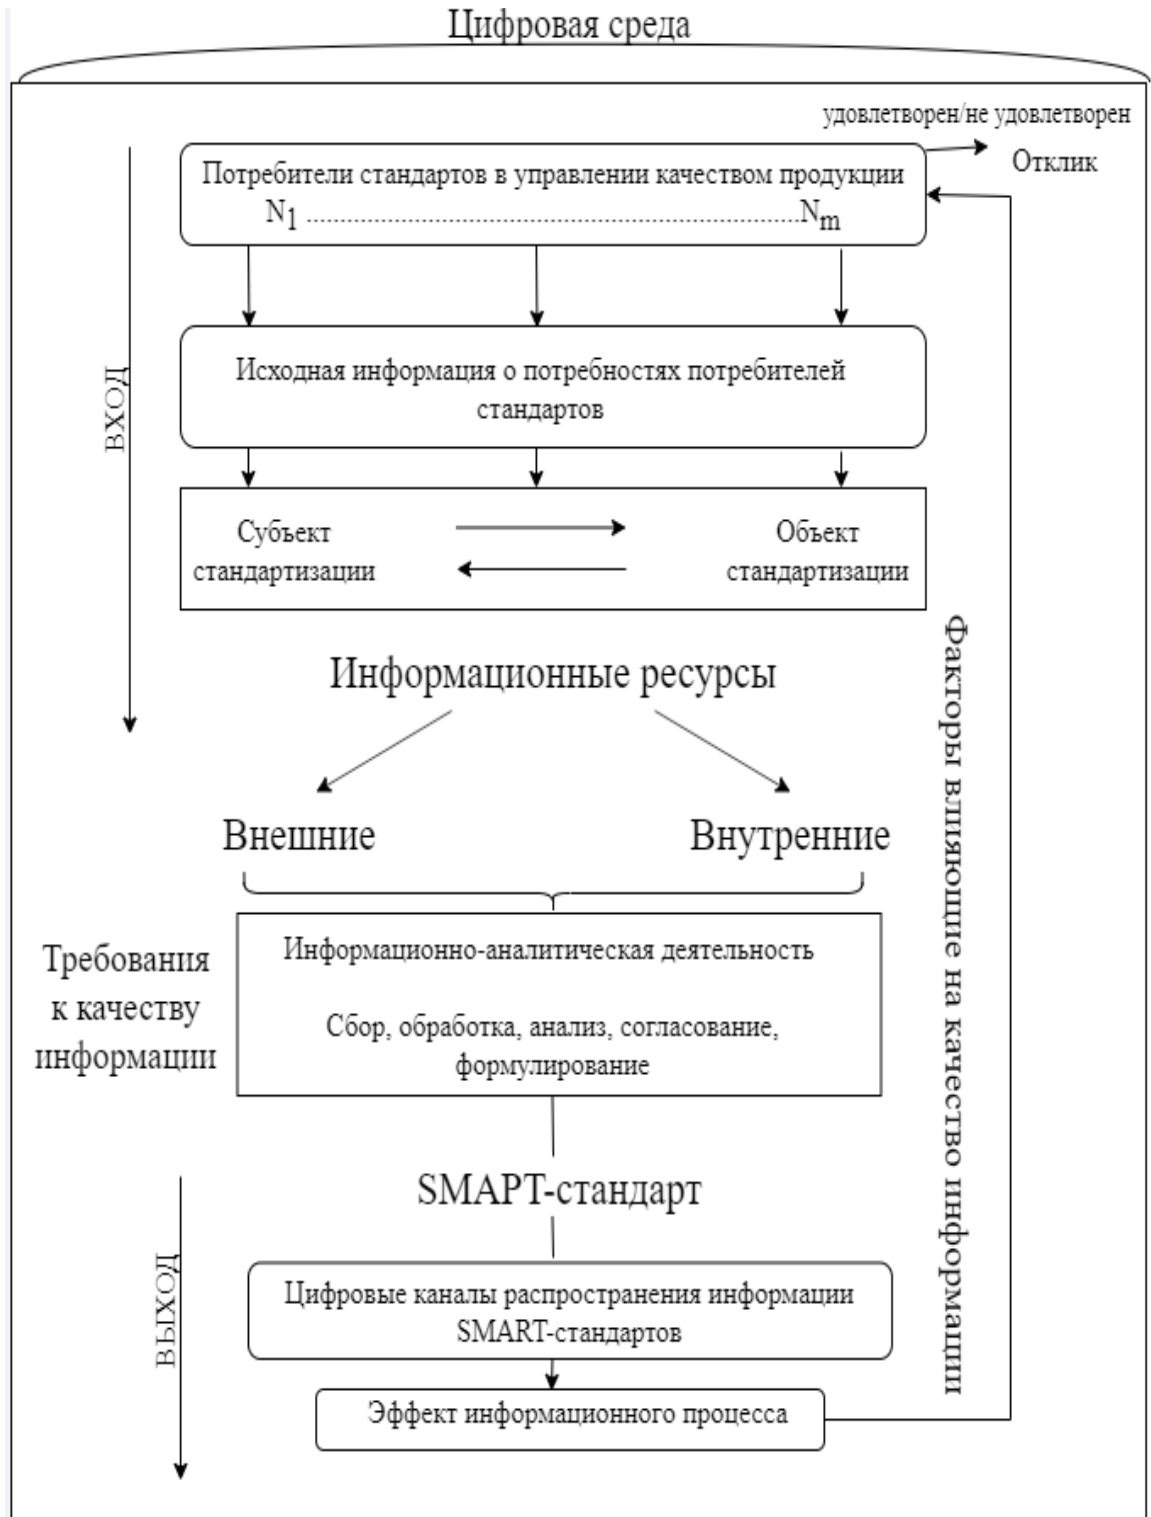 Цифровая среда
удовлетворен/не удовлетворен
Отклик
Потребители стандартов в управлении качеством продукции
N1 ........................................................................Nm
ВХОД
Исходная информация о потребностях потребителей
стандартов
Субъект
стандартизации
Объект
стандартизации
Информационные ресурсы
Внешние
Внутренние
Факторы влияющие на качество информации
Требования
к качеству
информации
Информационно-аналитическая деятельность
Сбор, обработка, анализ, согласование,
формулирование
SMAPT-стандарт
ВЫХОД
Цифровые каналы распространения информации
SMART-стандартов
Эффект информационного процесса